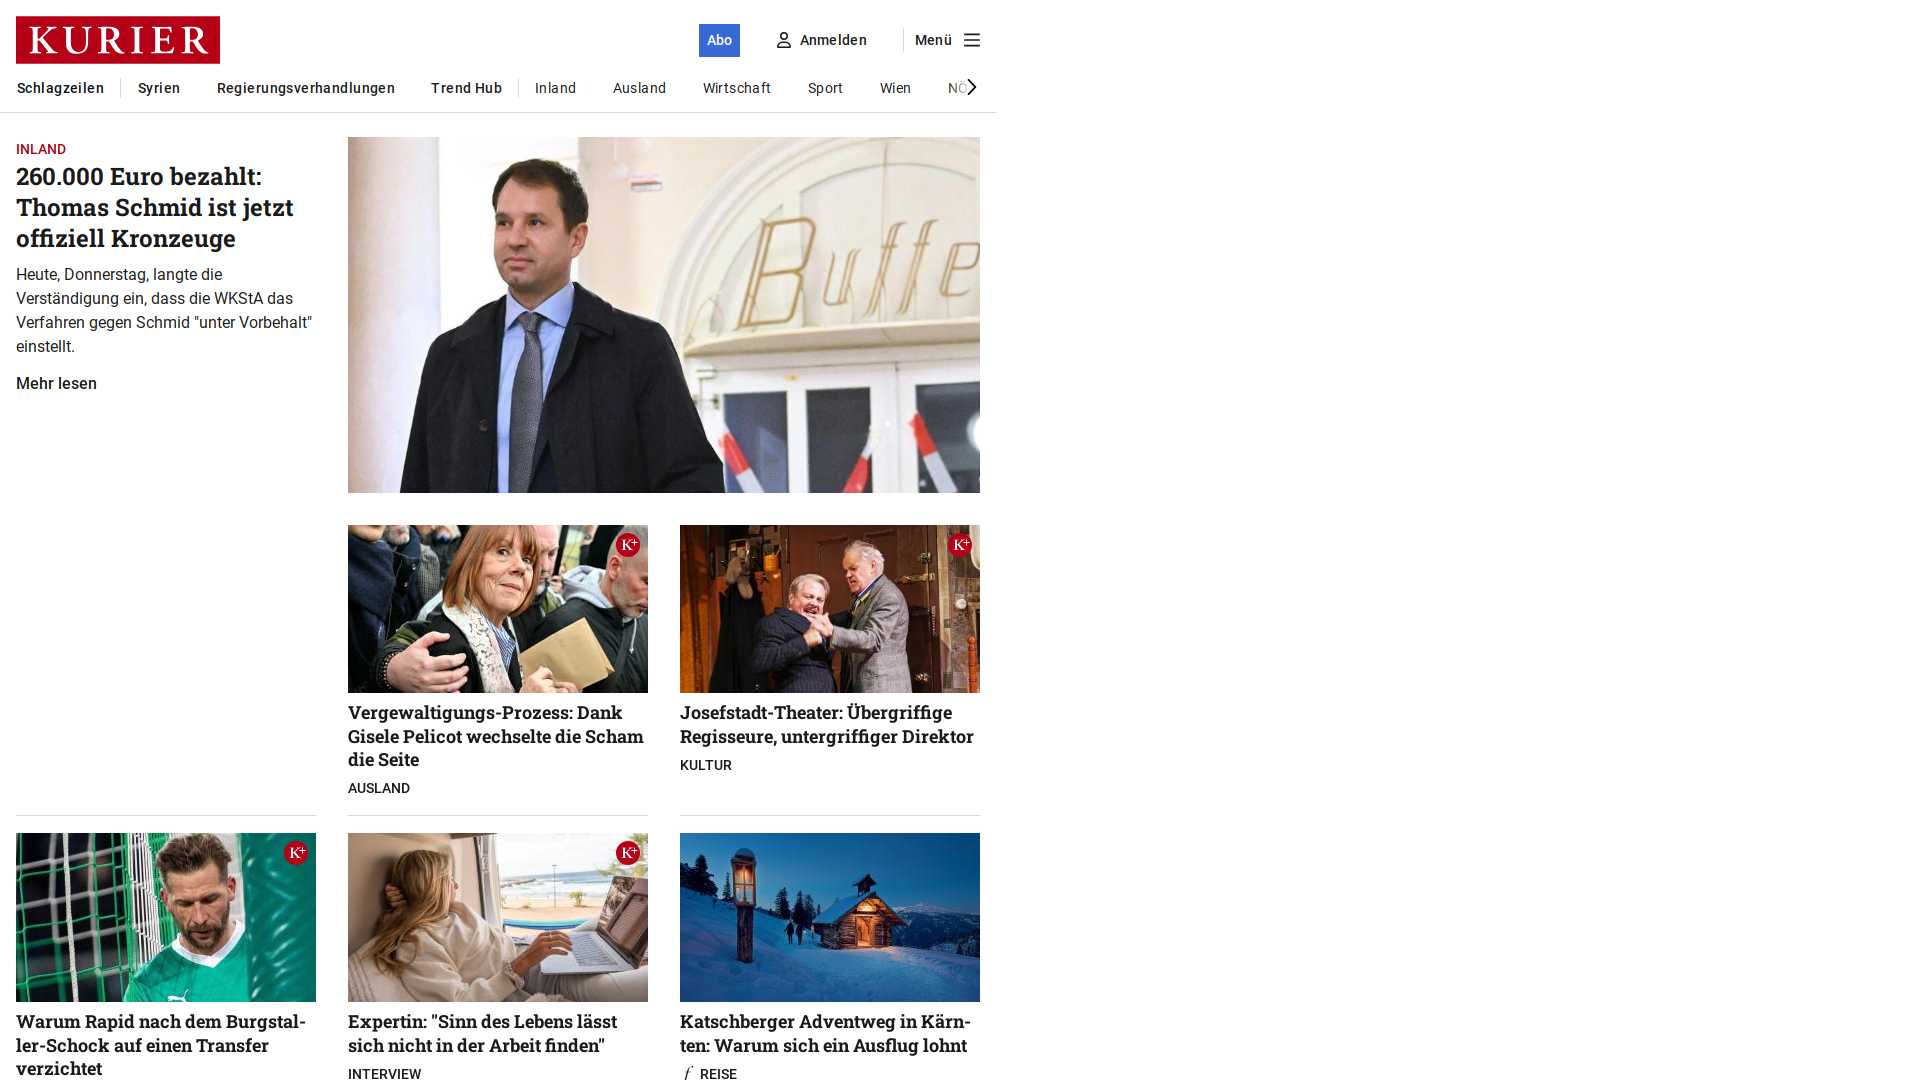 KURIER
Abo
Anmelden
Menü
Schlagzeilen
Syrien
Regierungsverhandlungen
Trend Hub
Inland
Ausland
Wirtschaft
Sport
Wien
NÖ
INLAND
260.000 Euro bezahlt:
Thomas Schmid ist jetzt
offiziell Kronzeuge
Heute, Donnerstag, langte die
Verständigung ein, dass die WKStA das
Verfahren gegen Schmid "unter Vorbehalt"
einstellt.
Mehr lesen
Buffe
K+
K+
Vergewaltigungs-Prozess: Dank
Gisele Pelicot wechselte die Scham
die Seite
AUSLAND
Josefstadt-Theater: Übergriffige
Regisseure, untergriffiger Direktor
KULTUR
K+
K+
Warum Rapid nach dem Burgstal-
ler-Schock auf einen Transfer
verzichtet
Expertin: "Sinn des Lebens lässt
sich nicht in der Arbeit finden"
INTERVIEW
Katschberger Adventweg in Kärn-
ten: Warum sich ein Ausflug lohnt
f REISE